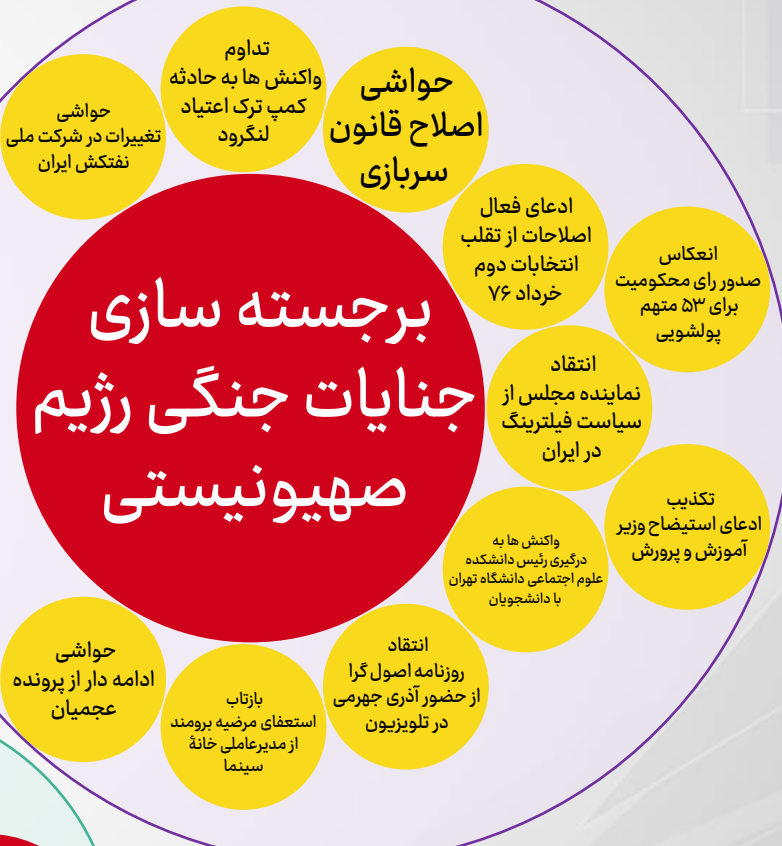 تداوم
واکنش ها به حادثه
کمپ ترک اعتیاد
لنگرود
حواشی
اصلاح قانون
سربازی
حواشی
تغییرات در شرکت ملی
نفتکش ایران
ادعای فعال
اصلاحات از تقلب
انتخابات دوم
خرداد ۷۶
انعکاس
صدور رای محکومیت
برای ۵۳ متهم
پولشویی
برجسته سازی
جنایات جنگی رژیم
صهیونیستی
انتقاد
نماینده مجلس از
سیاست فیلترینگ
در ایران
تکذیب
ادعای استیضاح وزیر
آموزش و پرورش
واکنش ها به
درگیری رئیس دانشکده
علوم اجتماعی دانشگاه تهران
با دانشجویان
انتقاد
روزنامه اصول گرا
از حضور آذری جهرمی
در تلویزیون
بازتاب
استعفای مرضیه برومند
از مدیرعاملی خانۀ
سینما
حواشی
ادامه دار از پرونده
عجمیان